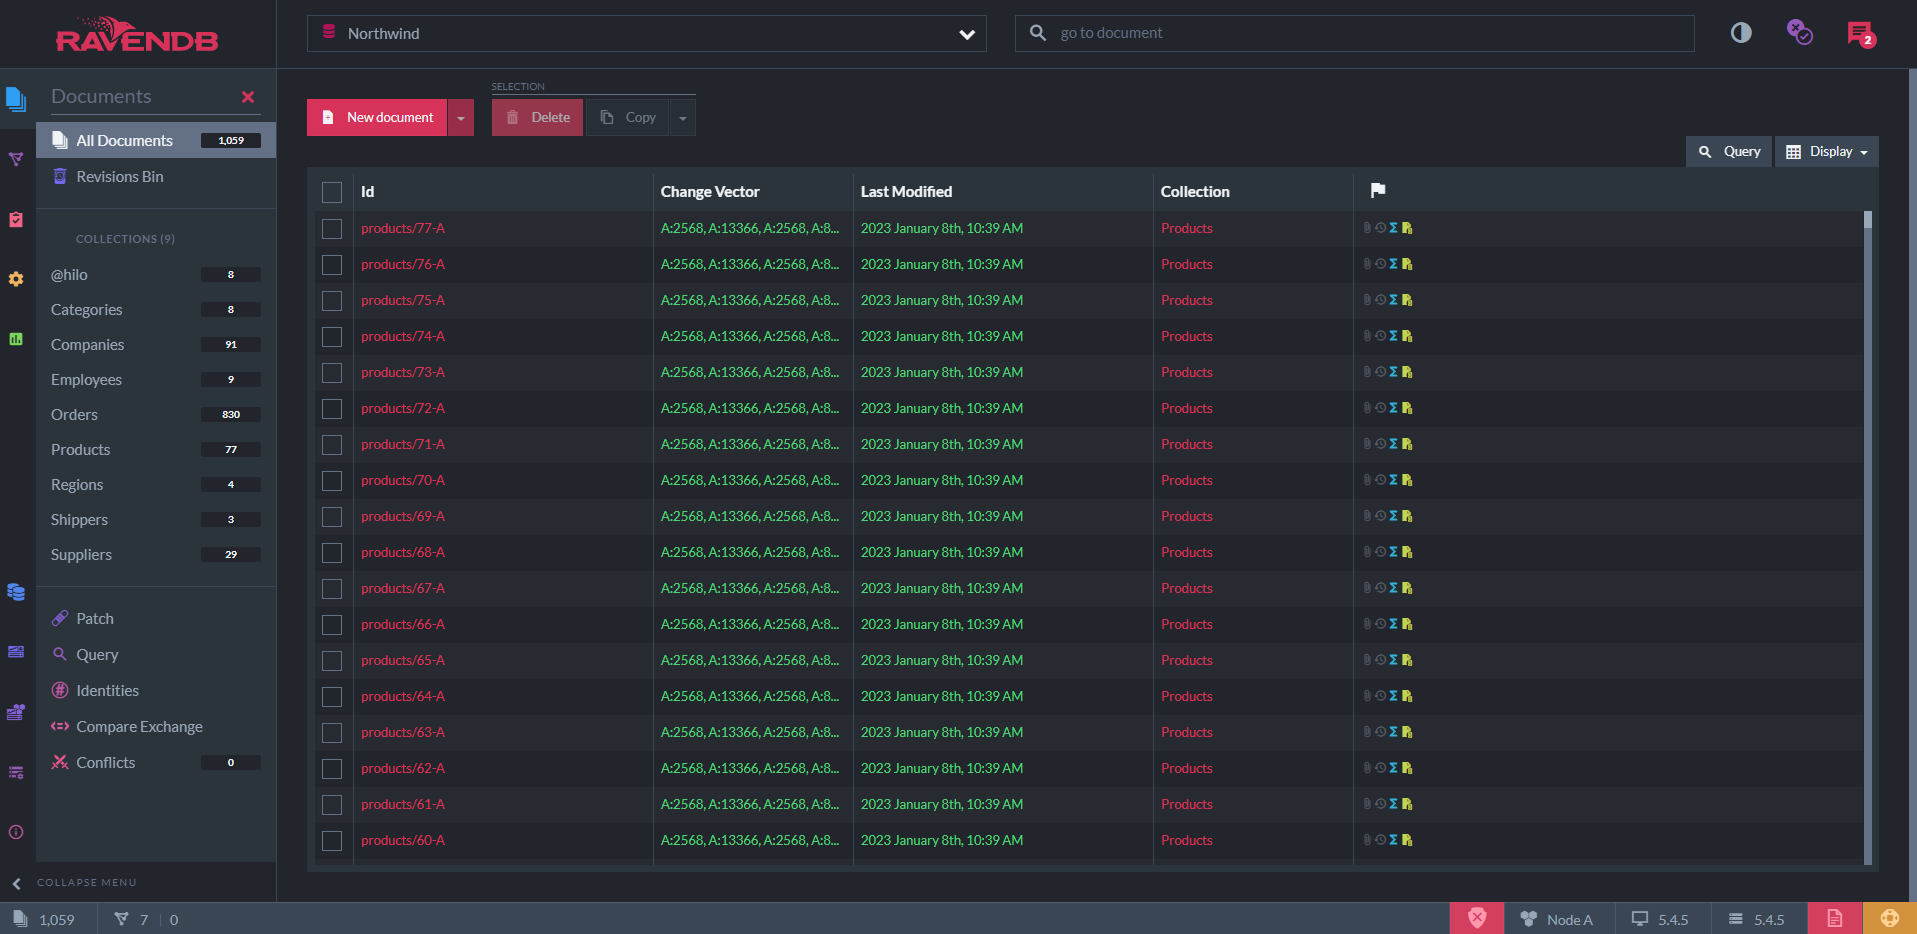 RAVENDB
Northwind
go to document
2
Documents
All Documents 1,059
Revisions Bin
COLLECTIONS (9)
@hilo 8
Categories 8
Companies 91
Employees 9
Orders 830
Products 77
Regions 4
Shippers 3
Suppliers 29
Patch
Query
Identities
Compare Exchange
Conflicts 0
COLLAPSE MENU
SELECTION
New document Delete Copy
Query Display
Id Change Vector Last Modified Collection
products/77-A A:2568, A:13366, A:2568, A:8... 2023 January 8th, 10:39 AM Products
products/76-A A:2568, A:13366, A:2568, A:8... 2023 January 8th, 10:39 AM Products
products/75-A A:2568, A:13366, A:2568, A:8... 2023 January 8th, 10:39 AM Products
products/74-A A:2568, A:13366, A:2568, A:8... 2023 January 8th, 10:39 AM Products
products/73-A A:2568, A:13366, A:2568, A:8... 2023 January 8th, 10:39 AM Products
products/72-A A:2568, A:13366, A:2568, A:8... 2023 January 8th, 10:39 AM Products
products/71-A A:2568, A:13366, A:2568, A:8... 2023 January 8th, 10:39 AM Products
products/70-A A:2568, A:13366, A:2568, A:8... 2023 January 8th, 10:39 AM Products
products/69-A A:2568, A:13366, A:2568, A:8... 2023 January 8th, 10:39 AM Products
products/68-A A:2568, A:13366, A:2568, A:8... 2023 January 8th, 10:39 AM Products
products/67-A A:2568, A:13366, A:2568, A:8... 2023 January 8th, 10:39 AM Products
products/66-A A:2568, A:13366, A:2568, A:8... 2023 January 8th, 10:39 AM Products
products/65-A A:2568, A:13366, A:2568, A:8... 2023 January 8th, 10:39 AM Products
products/64-A A:2568, A:13366, A:2568, A:8... 2023 January 8th, 10:39 AM Products
products/63-A A:2568, A:13366, A:2568, A:8... 2023 January 8th, 10:39 AM Products
products/62-A A:2568, A:13366, A:2568, A:8... 2023 January 8th, 10:39 AM Products
products/61-A A:2568, A:13366, A:2568, A:8... 2023 January 8th, 10:39 AM Products
products/60-A A:2568, A:13366, A:2568, A:8... 2023 January 8th, 10:39 AM Products
1,059 7 | 0 Node A 5.4.5 5.4.5